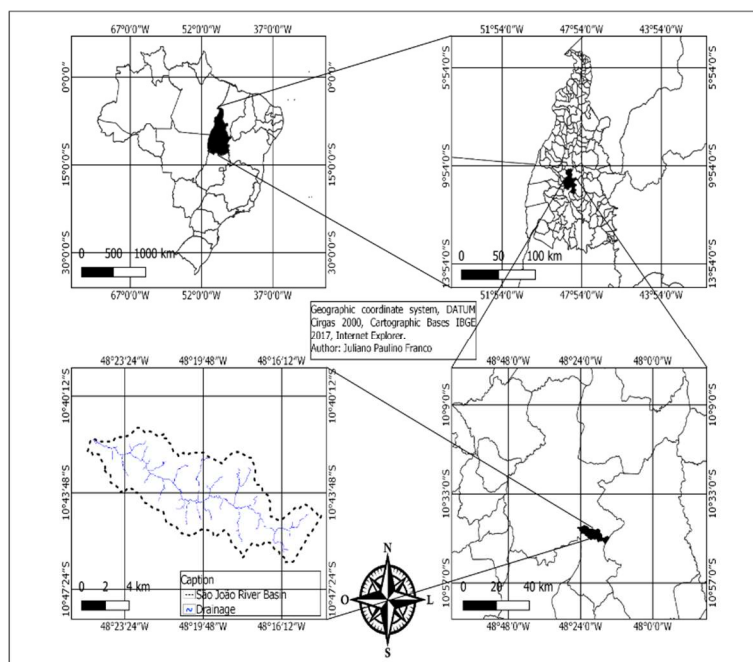 67°0'0"W 52°0'0"W 37°0'0"W
0°0'0"
0°0'0"
15°0'0"S
15°0'0"S
30°0'0"S
30°0'0"S
0 500 1000 km
67°0'0"W 52°0'0"W 37°0'0"W
51°54'0"W 47°54'0"W 43°54'0"W
5°54'0"S
5°54'0"S
9°54'0"S
9°54'0"S
13°54'0"S
13°54'0"S
0 50 100 km
51°54'0"W 47°54'0"W 43°54'0"W
Geographic coordinate system, DATUM
Cirgas 2000, Cartographic Bases IBGE
2017, Internet Explorer.
Author: Juliano Paulino Franco
48°23'24"W 48°19'48"W 48°16'12"W
10°40'12"S
10°40'12"S
10°43'48"S
10°43'48"S
10°47'24"S
10°47'24"S
0 2 4 km
Caption
São João River Basin
Drainage
48°23'24"W 48°19'48"W 48°16'12"W
N
O L
S
48°48'0"W 48°24'0"W 48°0'0"W
10°9'0"S
10°9'0"S
10°33'0"S
10°33'0"S
10°57'0"S
10°57'0"S
0 20 40 km
48°48'0"W 48°24'0"W 48°0'0"W